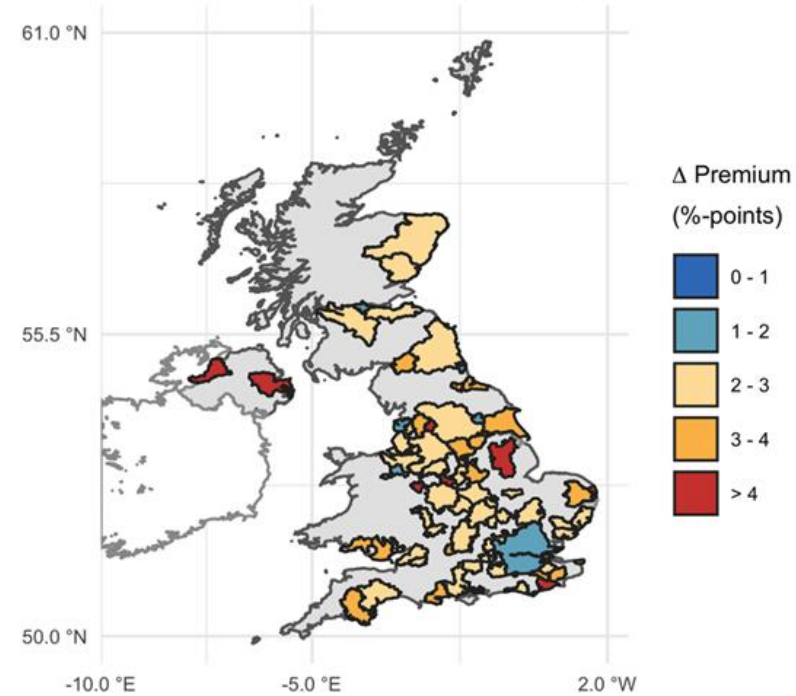 61.0 °N
55.5 °N
50.0 °N
-10.0 °E
-5.0 °E
2.0 °W
Δ Premium
(%-points)
0 - 1
1 - 2
2 - 3
3 - 4
> 4